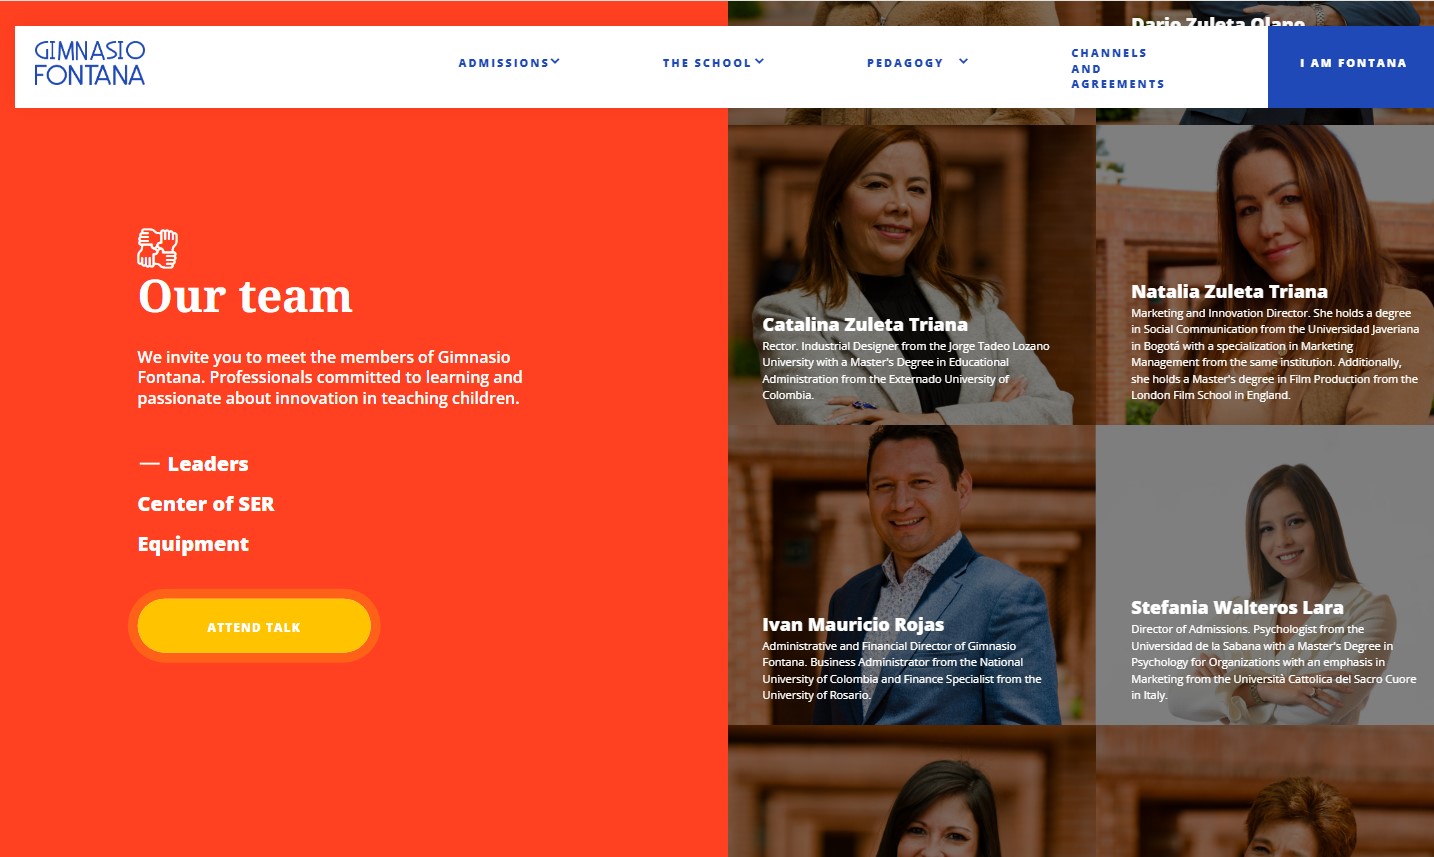 Dario Zuleta Olano
GIMNASIO
FONTANA
ADMISSIONS
THE SCHOOL
PEDAGOGY
CHANNELS
AND
AGREEMENTS
I AM FONTANA
Our team
We invite you to meet the members of Gimnasio
Fontana. Professionals committed to learning and
passionate about innovation in teaching children.
— Leaders
Center of SER
Equipment
ATTEND TALK
Catalina Zuleta Triana
Rector. Industrial Designer from the Jorge Tadeo Lozano
University with a Master's Degree in Educational
Administration from the Externado University of
Colombia.
Natalia Zuleta Triana
Marketing and Innovation Director. She holds a degree
in Social Communication from the Universidad Javeriana
in Bogotá with a specialization in Marketing
Management from the same institution. Additionally,
she holds a Master's degree in Film Production from the
London Film School in England.
Ivan Mauricio Rojas
Administrative and Financial Director of Gimnasio
Fontana. Business Administrator from the National
University of Colombia and Finance Specialist from the
University of Rosario.
Stefania Walteros Lara
Director of Admissions. Psychologist from the
Universidad de la Sabana with a Master's Degree in
Psychology for Organizations with an emphasis in
Marketing from the Università Cattolica del Sacro Cuore
in Italy.